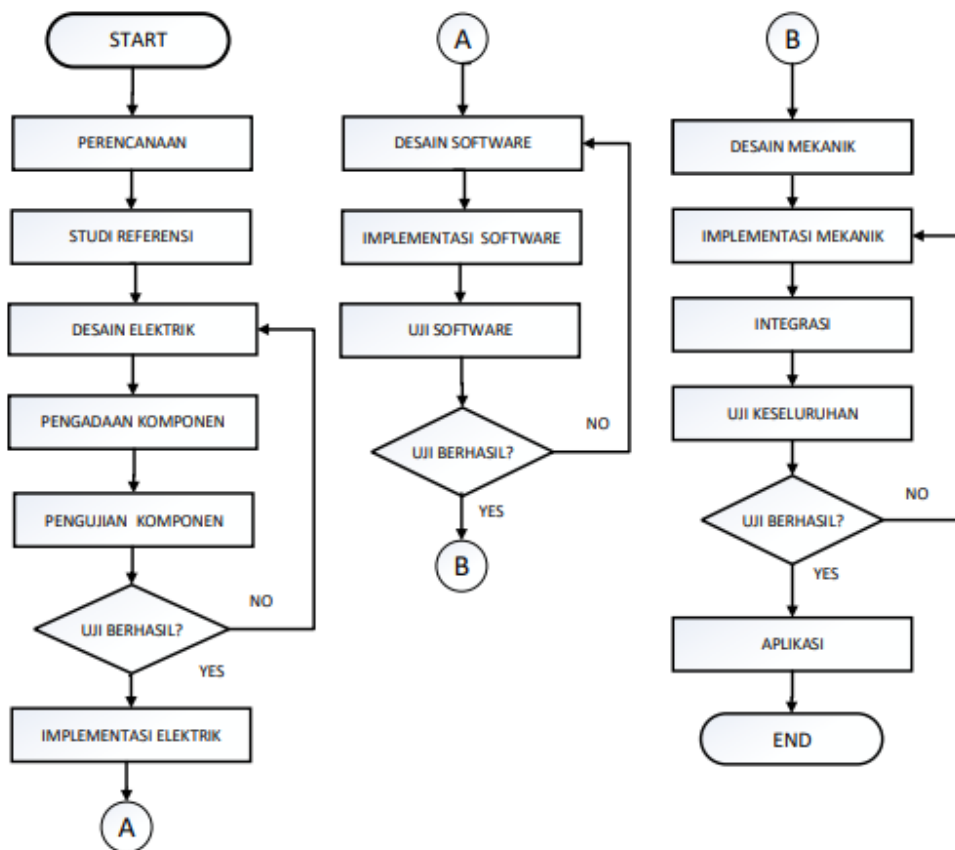 START
PERENCANAAN
STUDI REFERENSI
DESAIN ELEKTRIK
PENGADAAN KOMPONEN
PENGUJIAN KOMPONEN
UJI BERHASIL?
NO
YES
IMPLEMENTASI ELEKTRIK
A
A
DESAIN SOFTWARE
IMPLEMENTASI SOFTWARE
UJI SOFTWARE
UJI BERHASIL?
NO
YES
B
B
DESAIN MEKANIK
IMPLEMENTASI MEKANIK
INTEGRASI
UJI KESELURUHAN
UJI BERHASIL?
NO
YES
APLIKASI
END